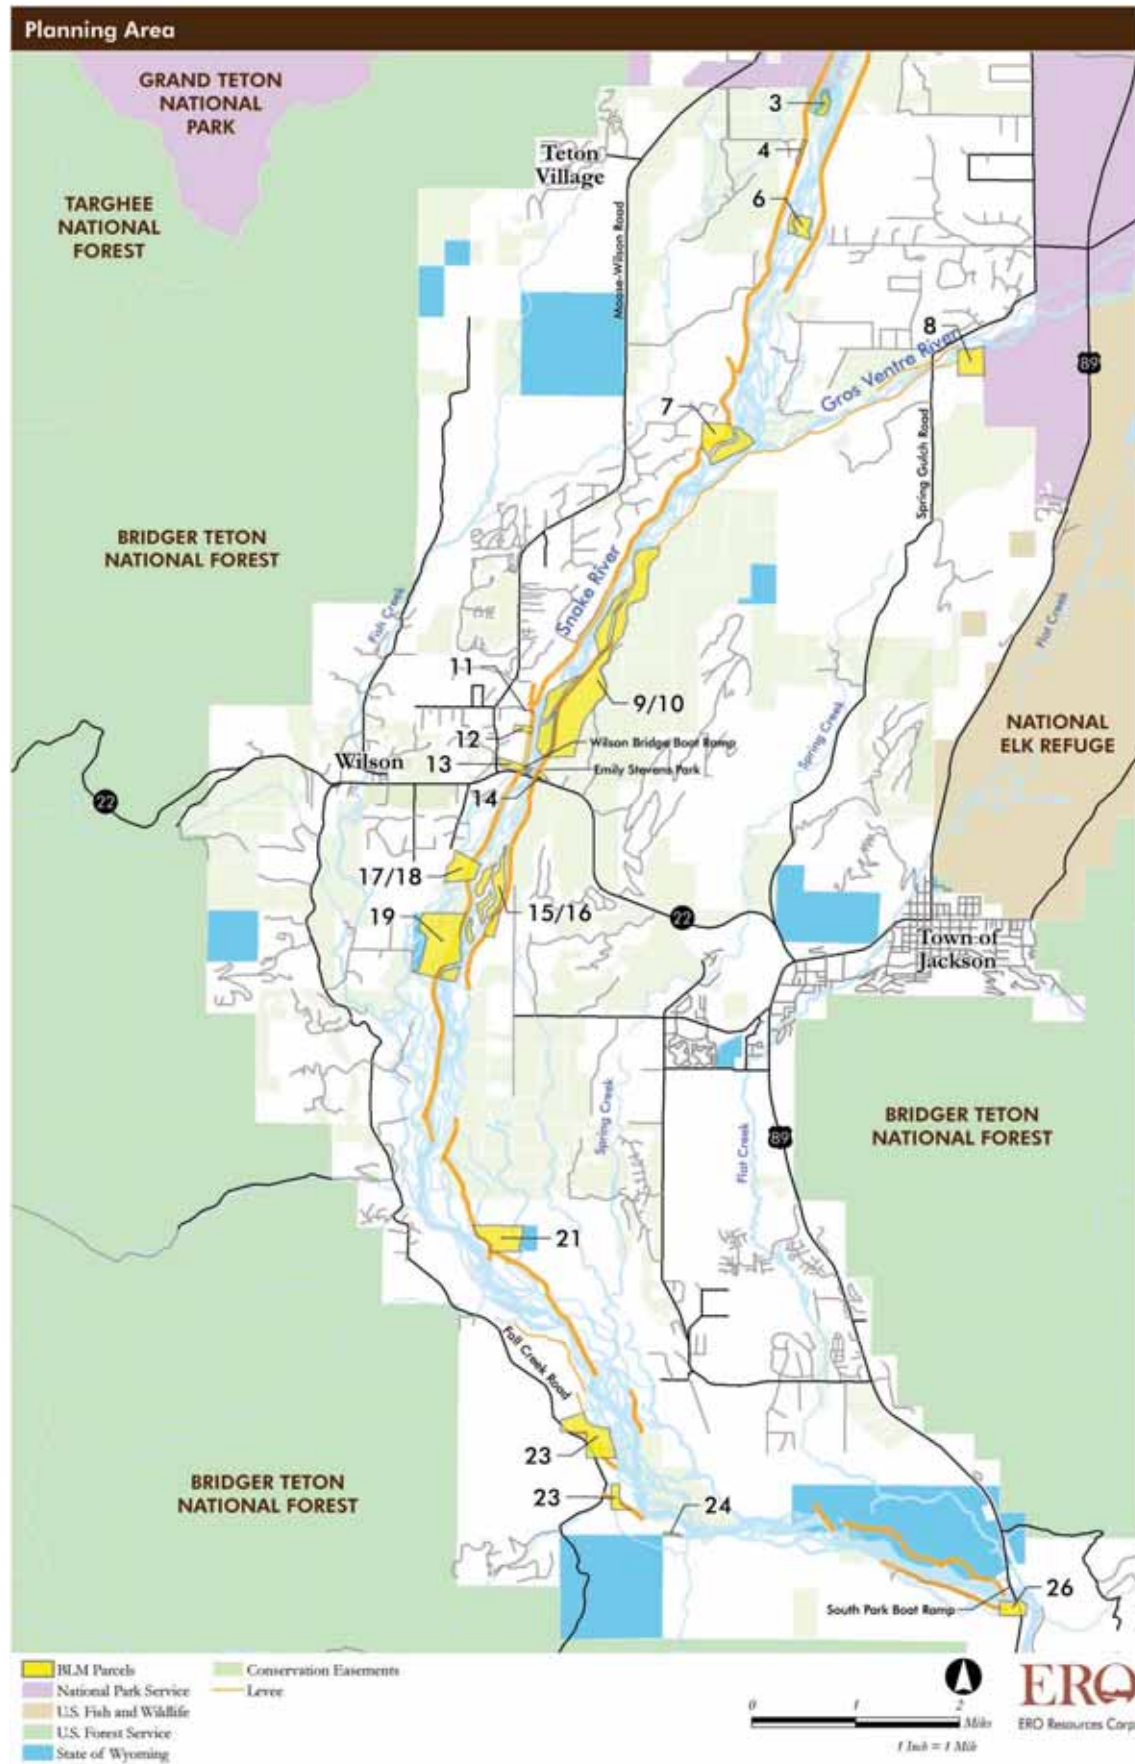 Planning Area
GRAND TETON
NATIONAL
PARK
3
Teton
Village
4
TARGHEE
NATIONAL
FOREST
6
Moose-Wilson Road
8
Gros Ventre River
89
7
Spring Gulch Road
BRIDGER TETON
NATIONAL FOREST
Snake River
Fish Creek
Flat Creek
11
9/10
NATIONAL
ELK REFUGE
12
Wilson Bridge Boat Ramp
Spring Creek
Wilson
13
Emily Stevens Park
22
14
17/18
15/16
19
22
Town of
Jackson
Spring Creek
BRIDGER TETON
NATIONAL FOREST
89
Flat Creek
21
Fall Creek Road
23
BRIDGER TETON
NATIONAL FOREST
23
24
26
South Park Boat Ramp
BLM Parcels
National Park Service
U.S. Fish and Wildlife
U.S. Forest Service
State of Wyoming
Conservation Easements
Levee
0 1 2
Miles
1 Inch = 1 Mile
ERO
ERO Resources Corp